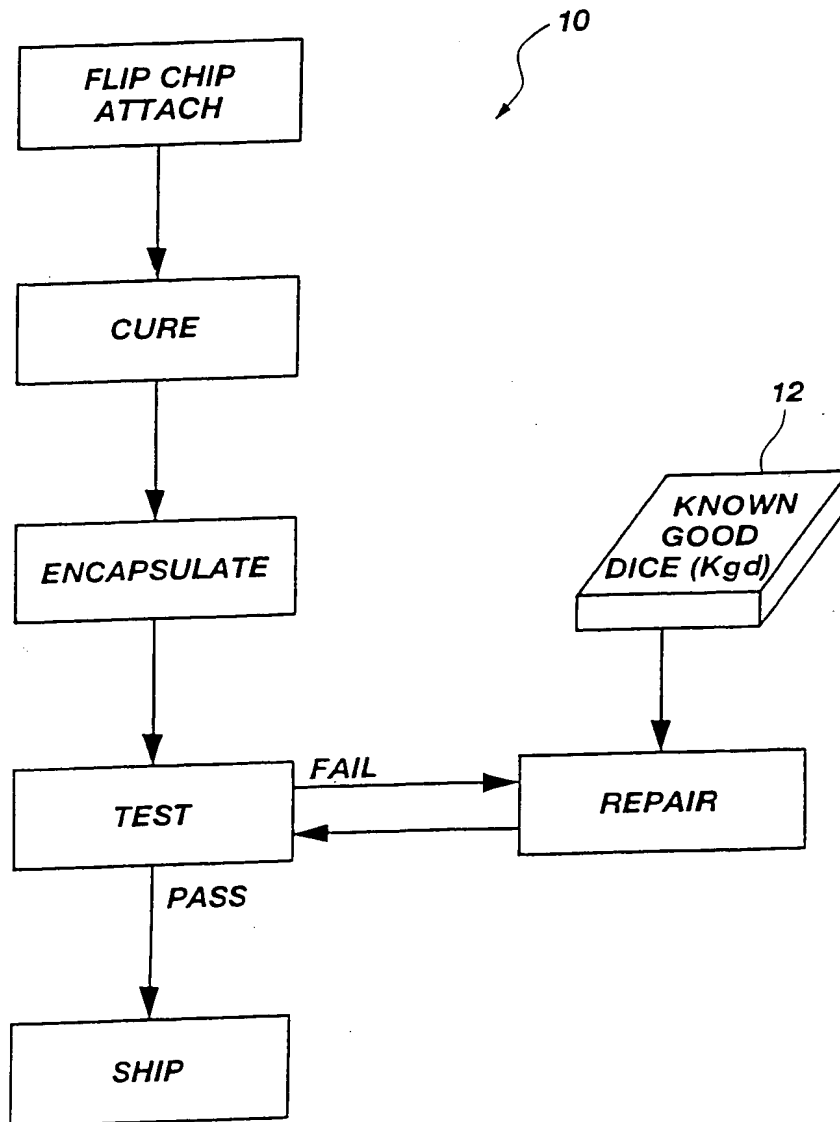 10
FLIP CHIP
ATTACH
CURE
12
KNOWN
GOOD
DICE (Kgd)
ENCAPSULATE
FAIL
TEST
REPAIR
PASS
SHIP